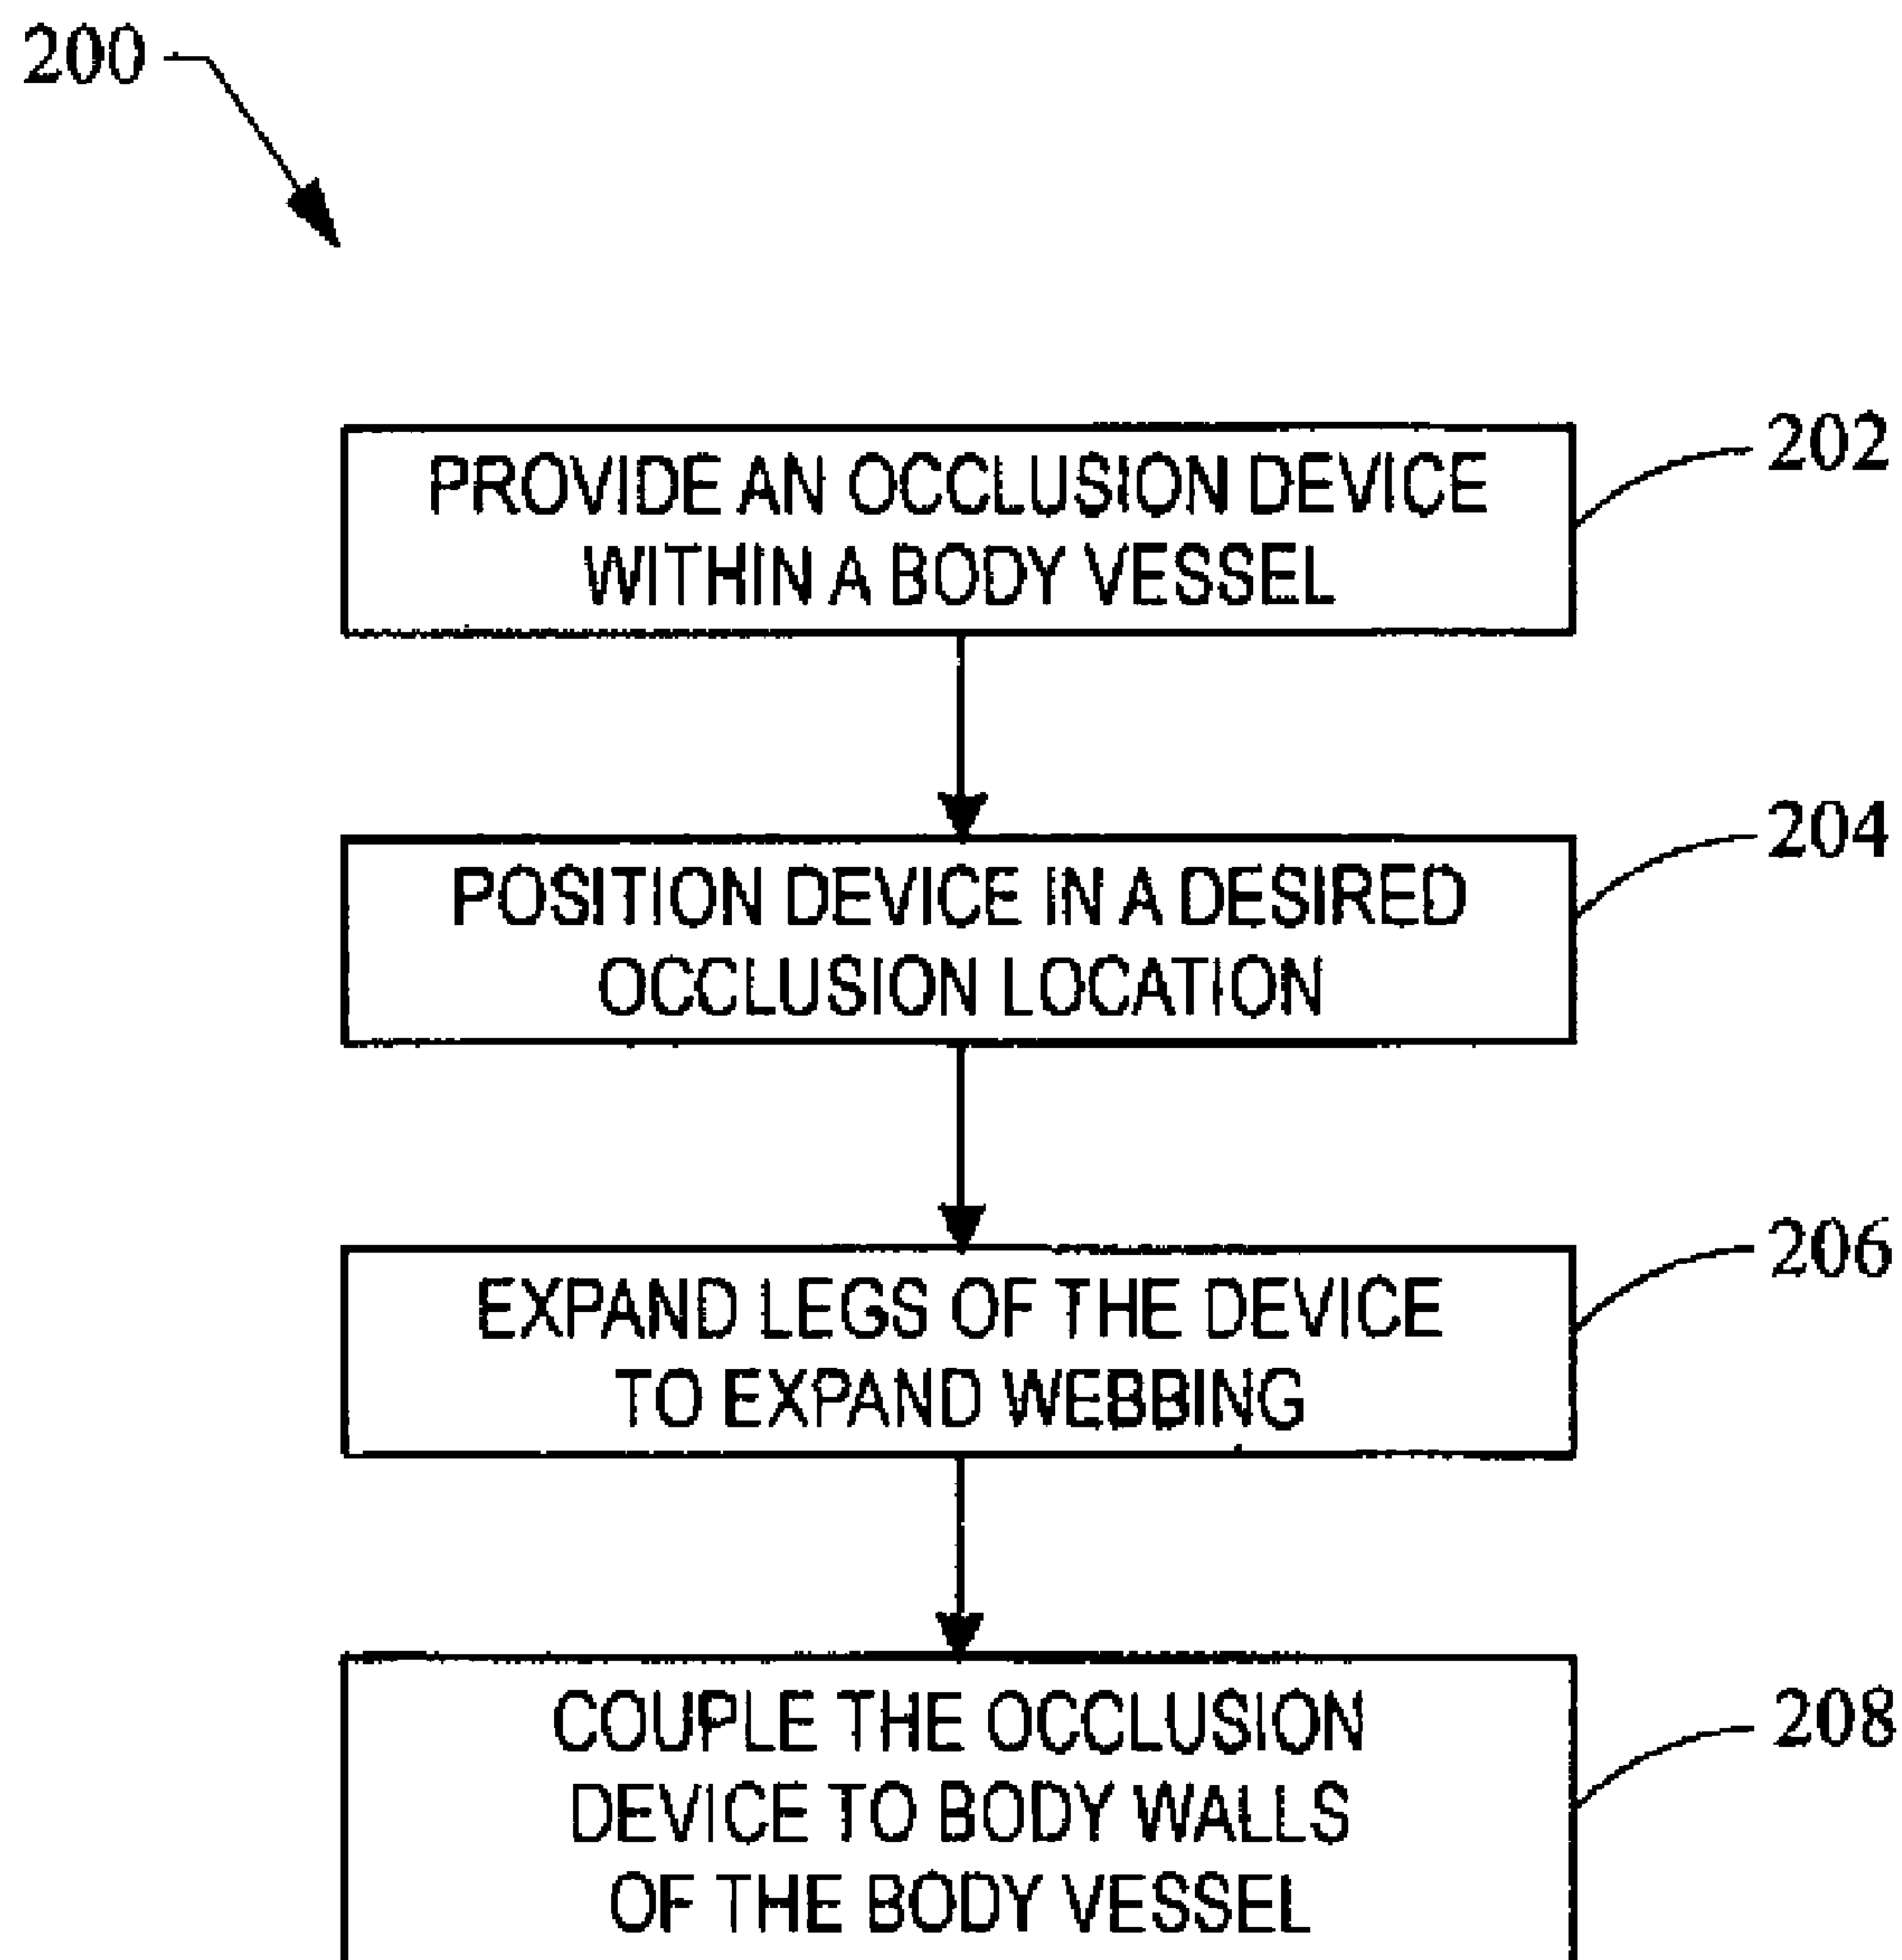 200
PROVIDE AN OCCLUSION DEVICE
WITHIN A BODY VESSEL
202
POSITION DEVICE IN A DESIRED
OCCLUSION LOCATION
204
EXPAND LEGS OF THE DEVICE
TO EXPAND WEBBING
206
COUPLE THE OCCLUSION
DEVICE TO BODY WALLS
OF THE BODY VESSEL
208